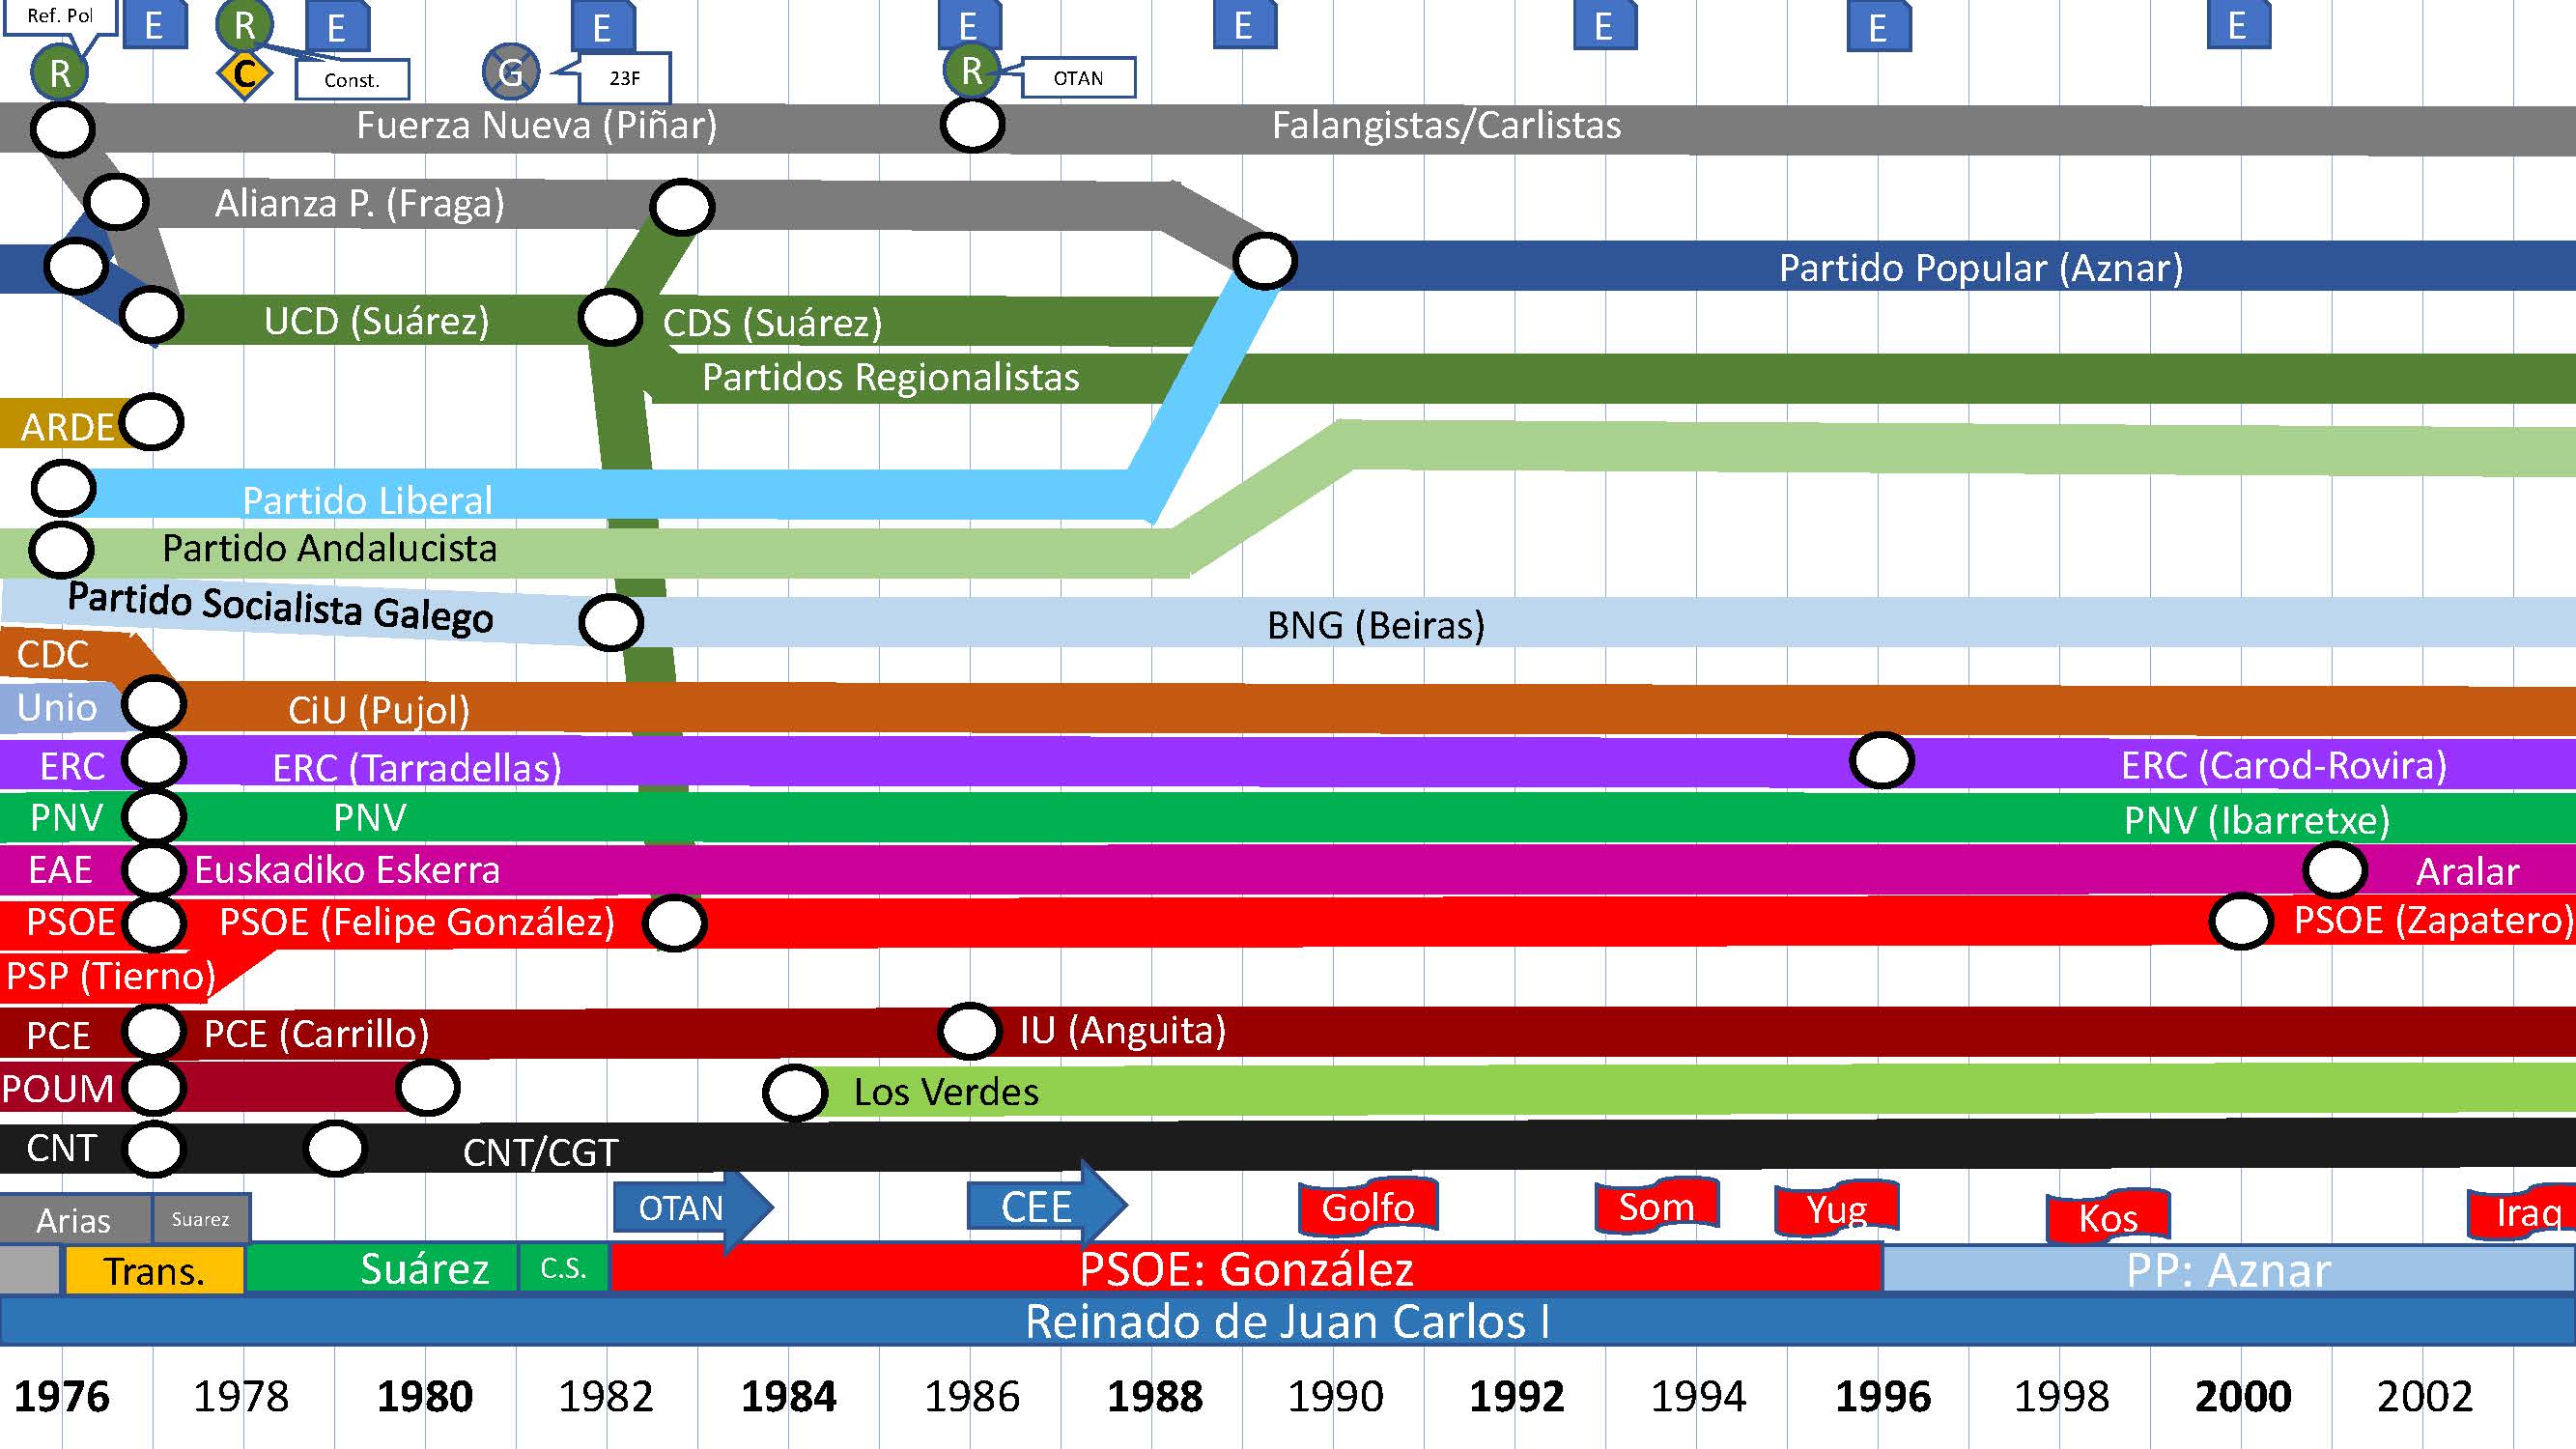 Ref. Pol
E
R
E
E
E
E
E
E
E
R
C
Const.
G
23F
R
OTAN
Fuerza Nueva (Piñar)
Falangistas/Carlistas
Alianza P. (Fraga)
Partido Popular (Aznar)
UCD (Suárez)
CDS (Suárez)
Partidos Regionalistas
ARDE
Partido Liberal
Partido Andalucista
Partido Socialista Galego
BNG (Beiras)
CDC
Unio
CiU (Pujol)
ERC
ERC (Tarradellas)
ERC (Carod-Rovira)
PNV
PNV
PNV (Ibarretxe)
EAE
Euskadiko Eskerra
Aralar
PSOE
PSOE (Felipe González)
PSOE (Zapatero)
PSP (Tierno)
PCE
PCE (Carrillo)
IU (Anguita)
POUM
Los Verdes
CNT
CNT/CGT
Arias
Suarez
OTAN
CEE
Golfo
Som
Yug
Kos
Iraq
Trans.
Suárez
C.S.
PSOE: González
PP: Aznar
Reinado de Juan Carlos I
1976 1978 1980 1982 1984 1986 1988 1990 1992 1994 1996 1998 2000 2002